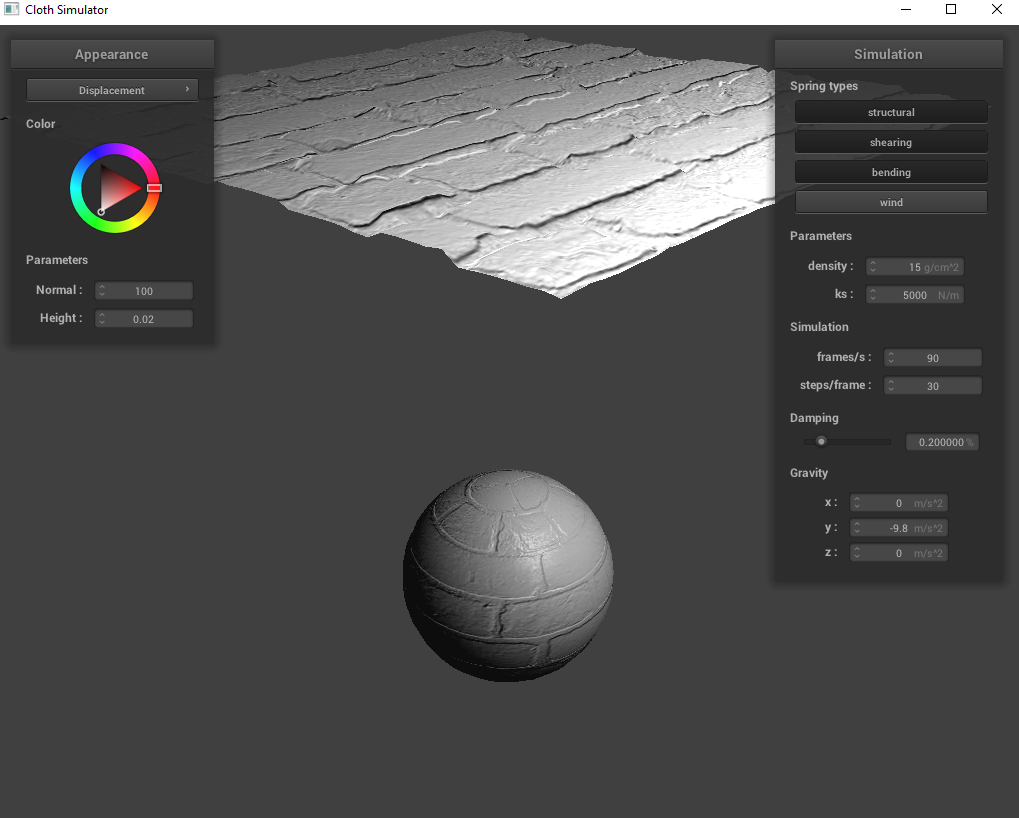 Cloth Simulator
Appearance
Displacement
Color
Parameters
Normal : 100
Height : 0.02
Simulation
Spring types
structural
shearing
bending
wind
Parameters
density : 15 g/cm^2
ks : 5000 N/m
Simulation
frames/s : 90
steps/frame : 30
Damping
0.200000 %
Gravity
x : 0 m/s^2
y : -9.8 m/s^2
z : 0 m/s^2